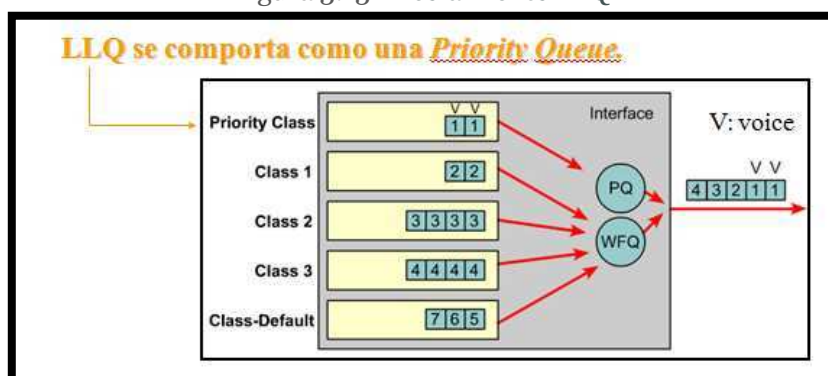 LLQ se comporta como una Priority Queue.
Interface
V: voice
Priority Class
V V
1 1
Class 1
2 2
Class 2
3 3 3 3
Class 3
4 4 4 4
Class-Default
7 6 5
PQ
WFQ
V V
4 3 2 1 1